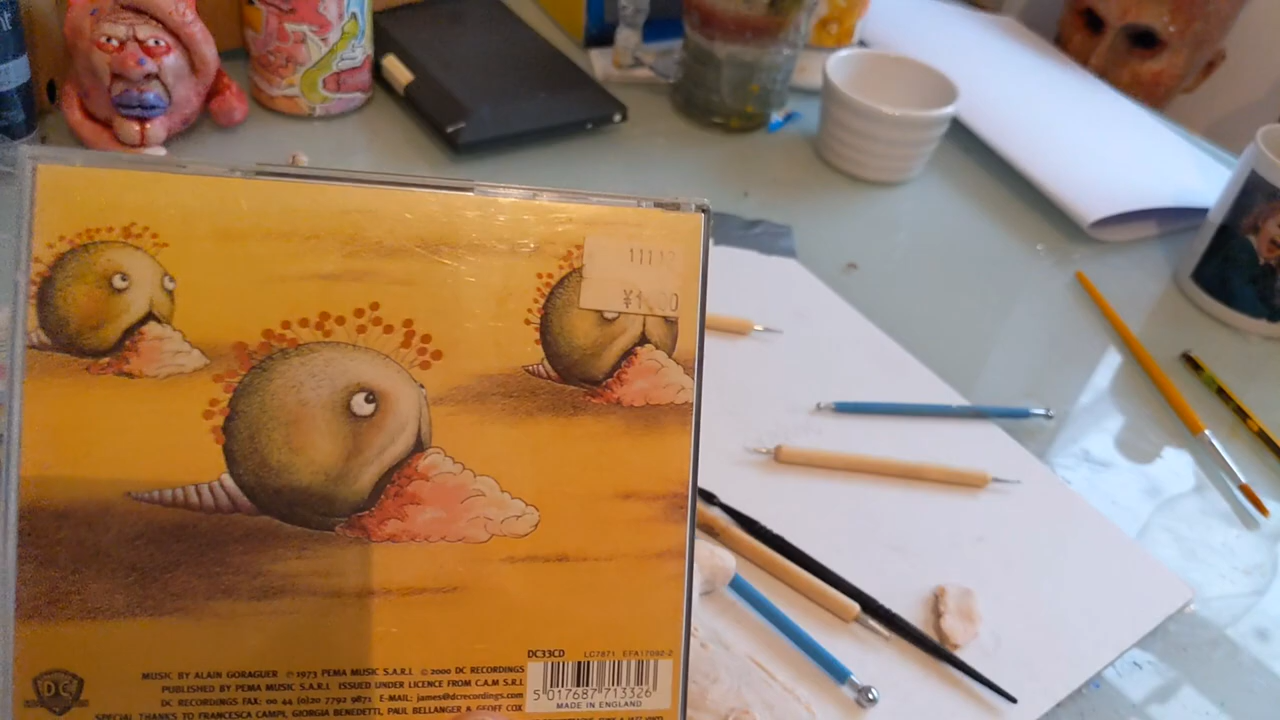 11112
DC33CD LC7871 EFA17092-2
MUSIC BY ALAIN GORAGUER ℗1973 PEMA MUSIC S.A.R.L ©2000 DC RECORDINGS
PUBLISHED BY PEMA MUSIC S.A.R.L ISSUED UNDER LICENCE FROM C.A.M S.R.L
DC RECORDINGS FAX: 00 44 (0)20 7792 9871 E-MAIL: james@dcrecordings.com
SPECIAL THANKS TO FRANCESCA CAMPI, GIORGIA BENEDETTI, PAUL BELLANGER & GEOFF COX
DC
5 017687 713326
MADE IN ENGLAND